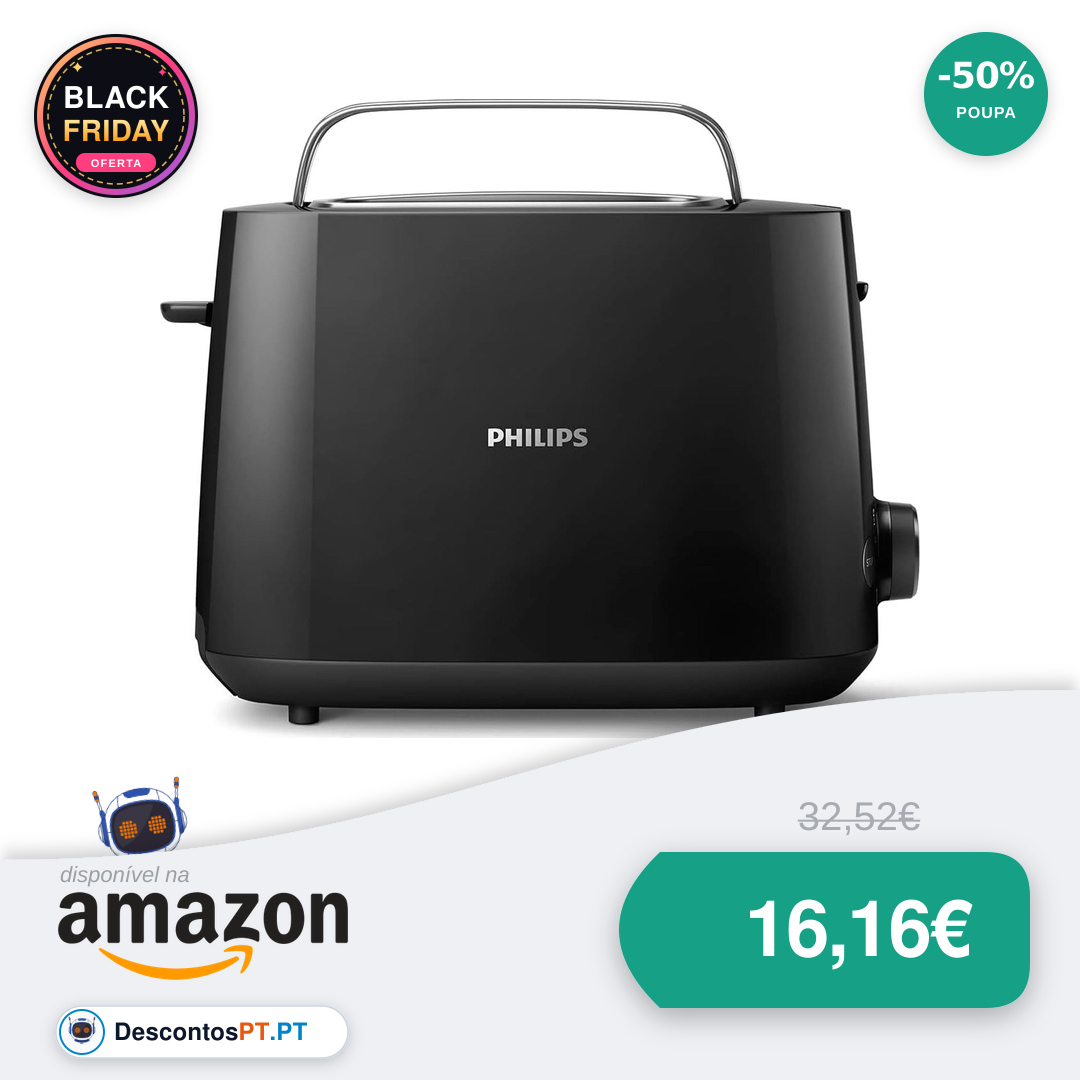 BLACK
FRIDAY
OFERTA
-50%
POUPA
PHILIPS
32,52€
16,16€
disponível na
amazon
DescontosPT.PT